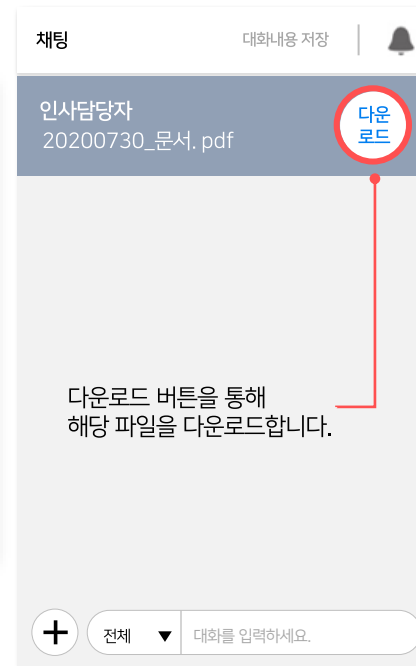 채팅 대화내용 저장
인사담당자
20200730_문서. pdf
다운
로드
다운로드 버튼을 통해
해당 파일을 다운로드합니다.
전체 ▼ 대화를 입력하세요.